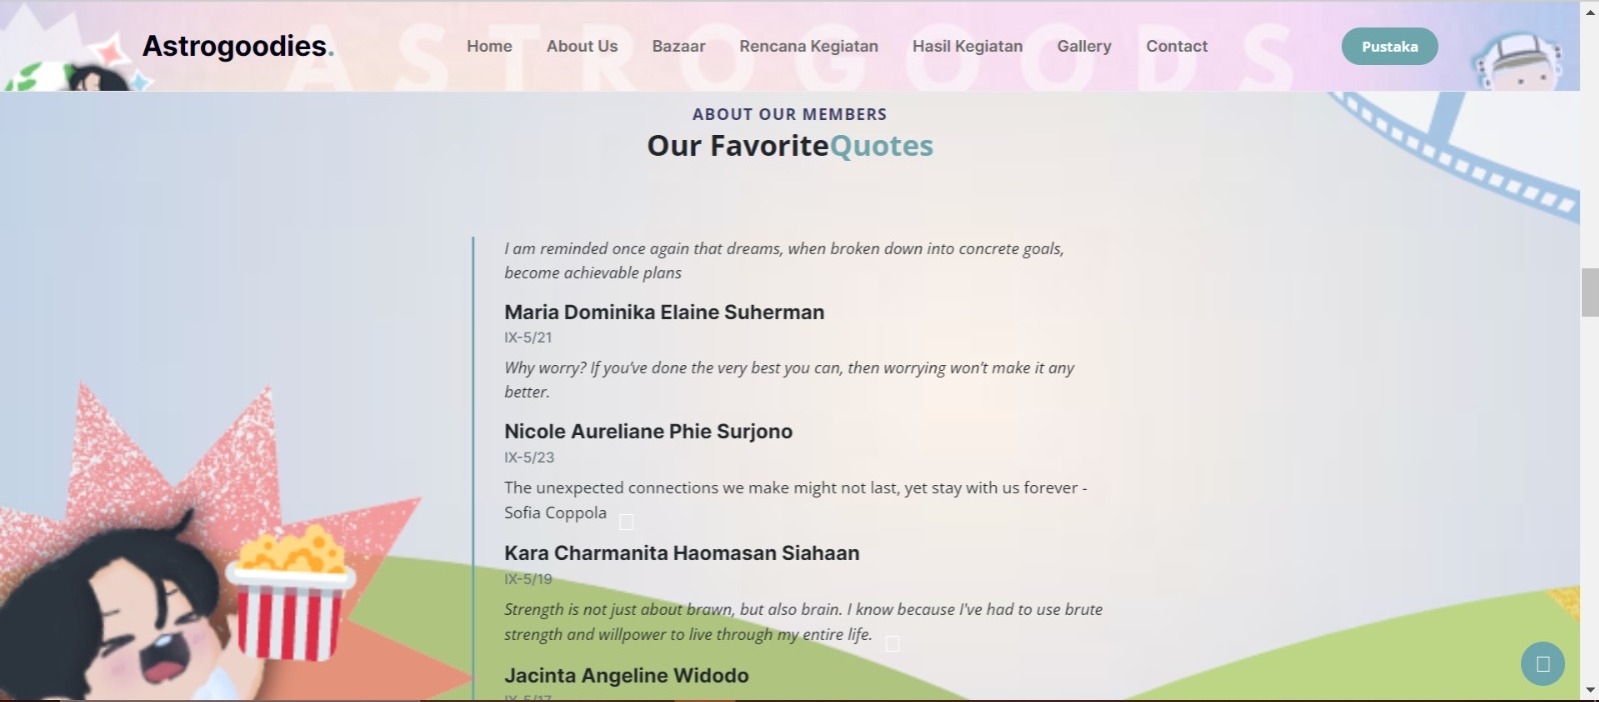 ASTROGOODS
Astrogoodies.
Home About Us Bazaar Rencana Kegiatan Hasil Kegiatan Gallery Contact Pustaka
ABOUT OUR MEMBERS
Our FavoriteQuotes
I am reminded once again that dreams, when broken down into concrete goals,
become achievable plans
Maria Dominika Elaine Suherman
IX-5/21
Why worry? If you've done the very best you can, then worrying won't make it any
better.
Nicole Aureliane Phie Surjono
IX-5/23
The unexpected connections we make might not last, yet stay with us forever -
Sofia Coppola
Kara Charmanita Haomasan Siahaan
IX-5/19
Strength is not just about brawn, but also brain. I know because I've had to use brute
strength and willpower to live through my entire life.
Jacinta Angeline Widodo
IX-5/17